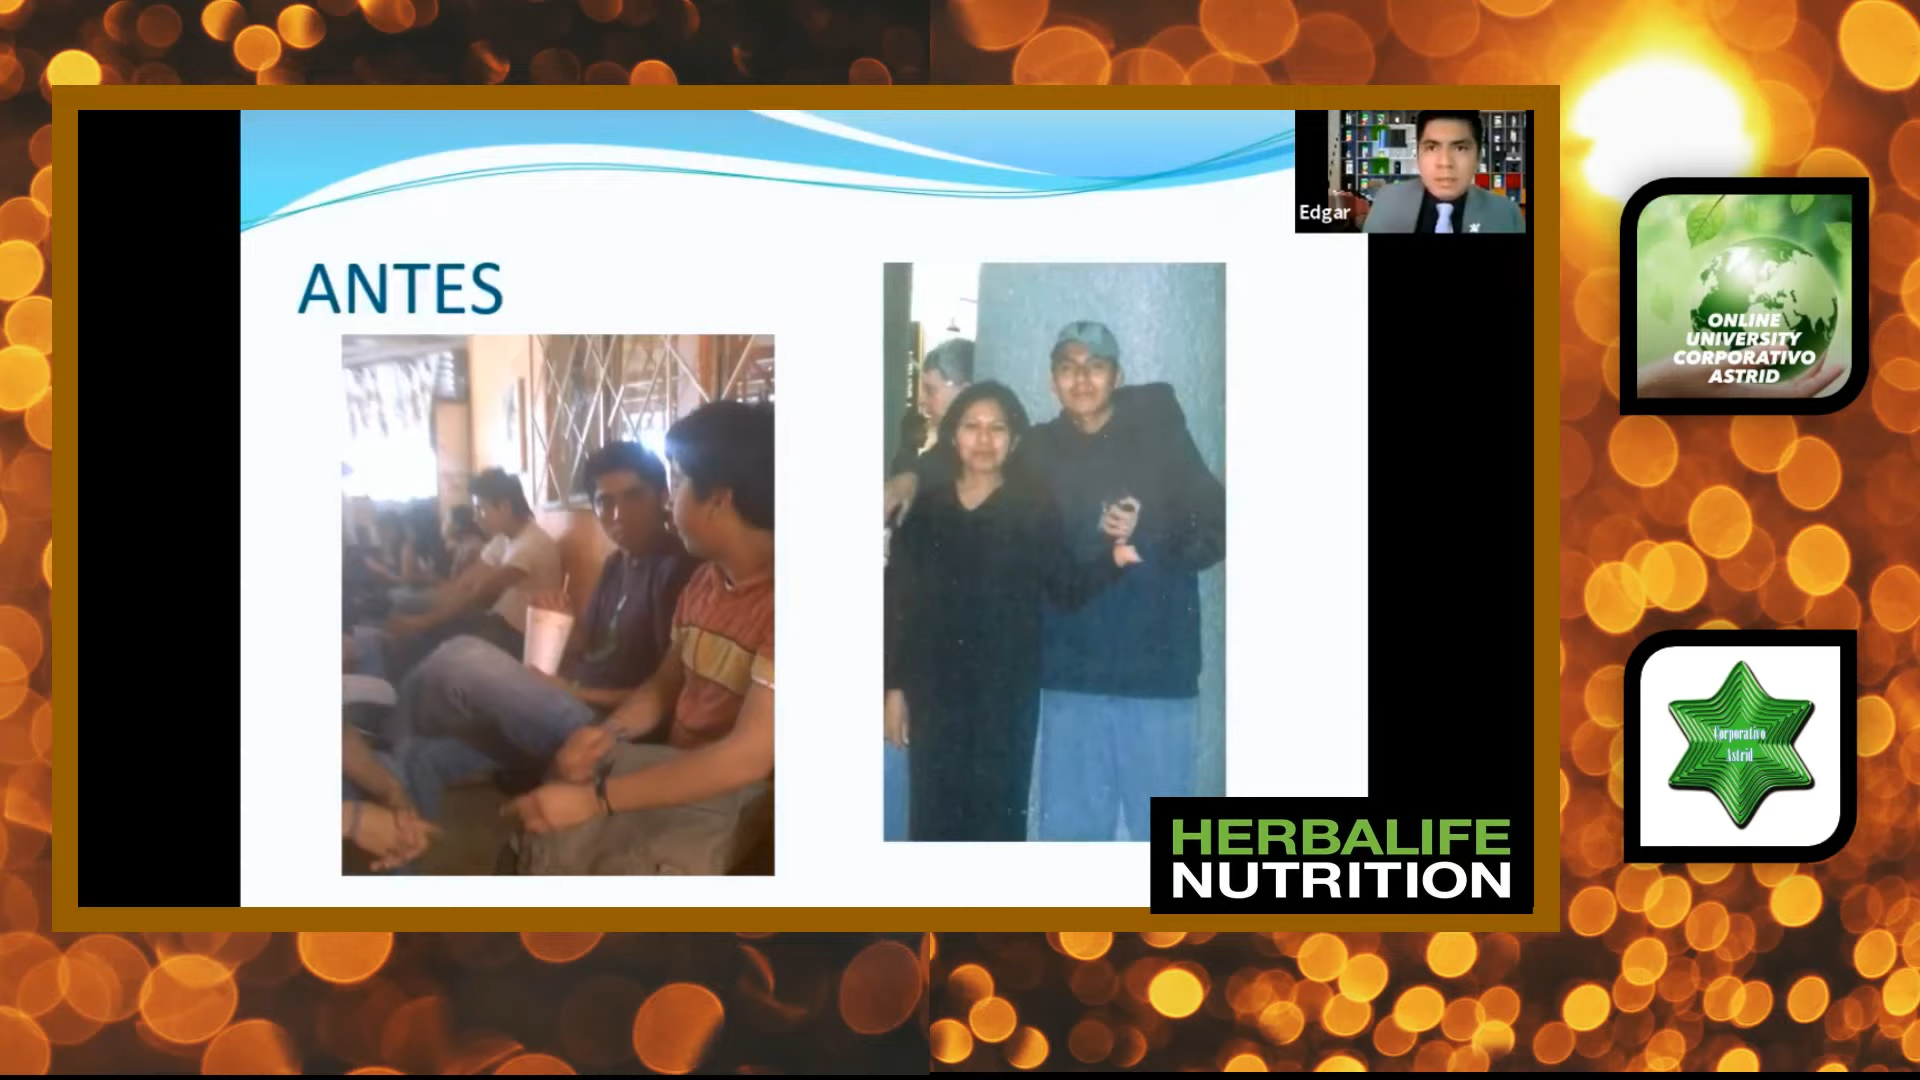 ANTES
Edgar
HERBALIFE
NUTRITION
ONLINE
UNIVERSITY
CORPORATIVO
ASTRID
Corporativo
Astrid